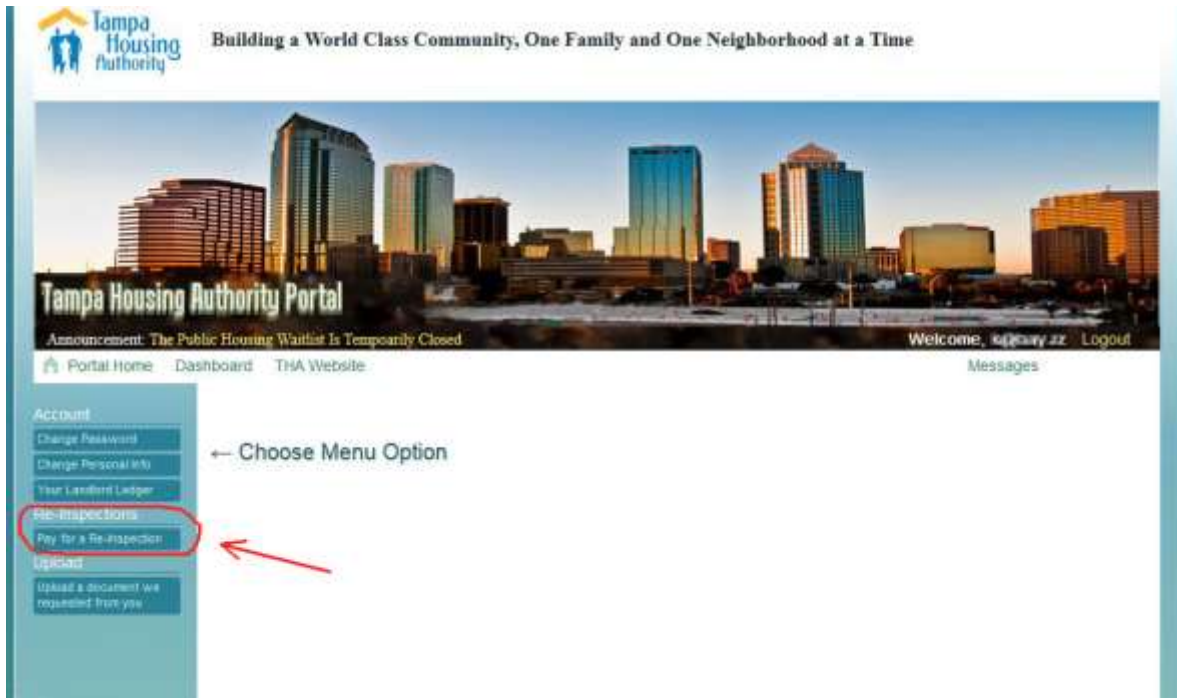 Tampa
Housing
Authority
Building a World Class Community, One Family and One Neighborhood at a Time
Tampa Housing Authority Portal
Announcement: The Public Housing Waitlist Is Temporarily Closed
Welcome,
Logout
Portal Home Dashboard THA Website Messages
Account
Change Password
Change Personal Info
Your Landlord Ledger
← Choose Menu Option
Re-Inspections
Pay for a Re-Inspection
Upload
Upload a document we
requested from you